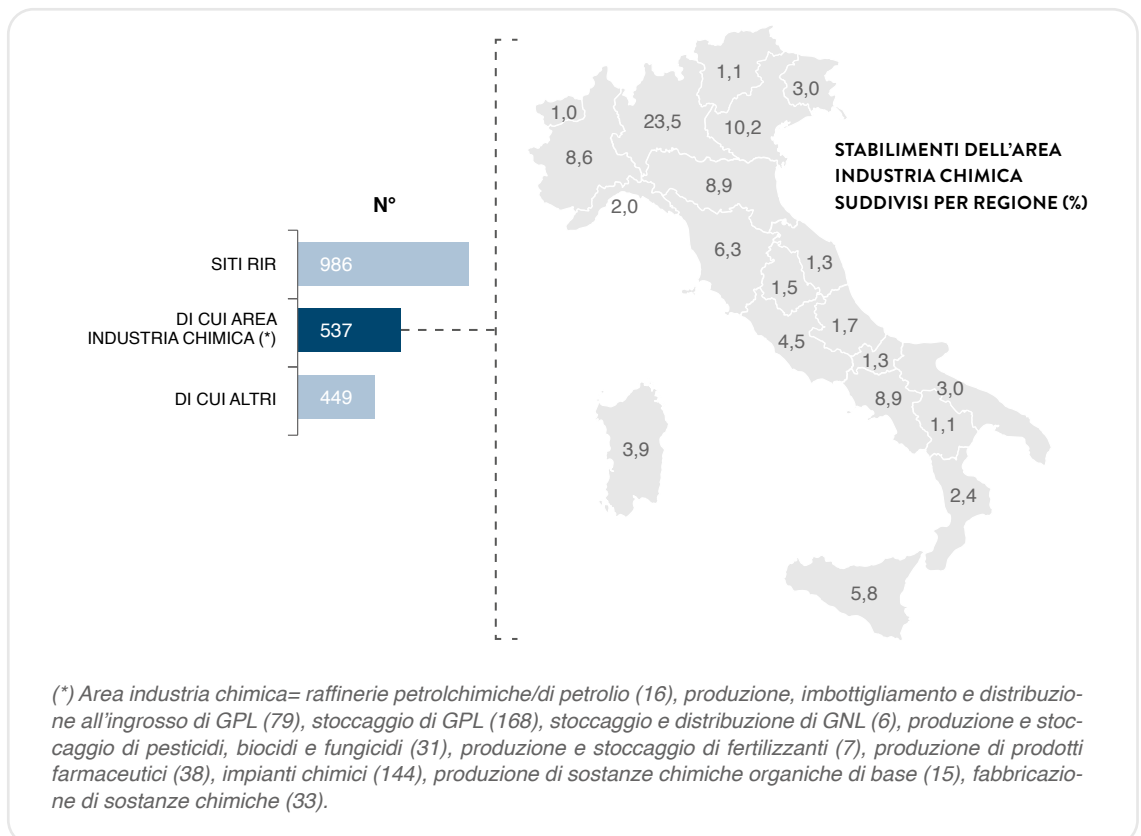 N°
SITI RIR
986
DI CUI AREA
INDUSTRIA CHIMICA (*)
537
DI CUI ALTRI
449
STABILIMENTI DELL'AREA
INDUSTRIA CHIMICA
SUDDIVISI PER REGIONE (%)
1,1
3,0
1,0
23,5
10,2
8,6
8,9
2,0
6,3
1,3
1,5
1,7
4,5
1,3
3,0
8,9
1,1
3,9
2,4
5,8
(*) Area industria chimica= raffinerie petrolchimiche/di petrolio (16), produzione, imbottigliamento e distribuzio-
ne all'ingrosso di GPL (79), stoccaggio di GPL (168), stoccaggio e distribuzione di GNL (6), produzione e stoc-
caggio di pesticidi, biocidi e fungicidi (31), produzione e stoccaggio di fertilizzanti (7), produzione di prodotti
farmaceutici (38), impianti chimici (144), produzione di sostanze chimiche organiche di base (15), fabbricazio-
ne di sostanze chimiche (33).